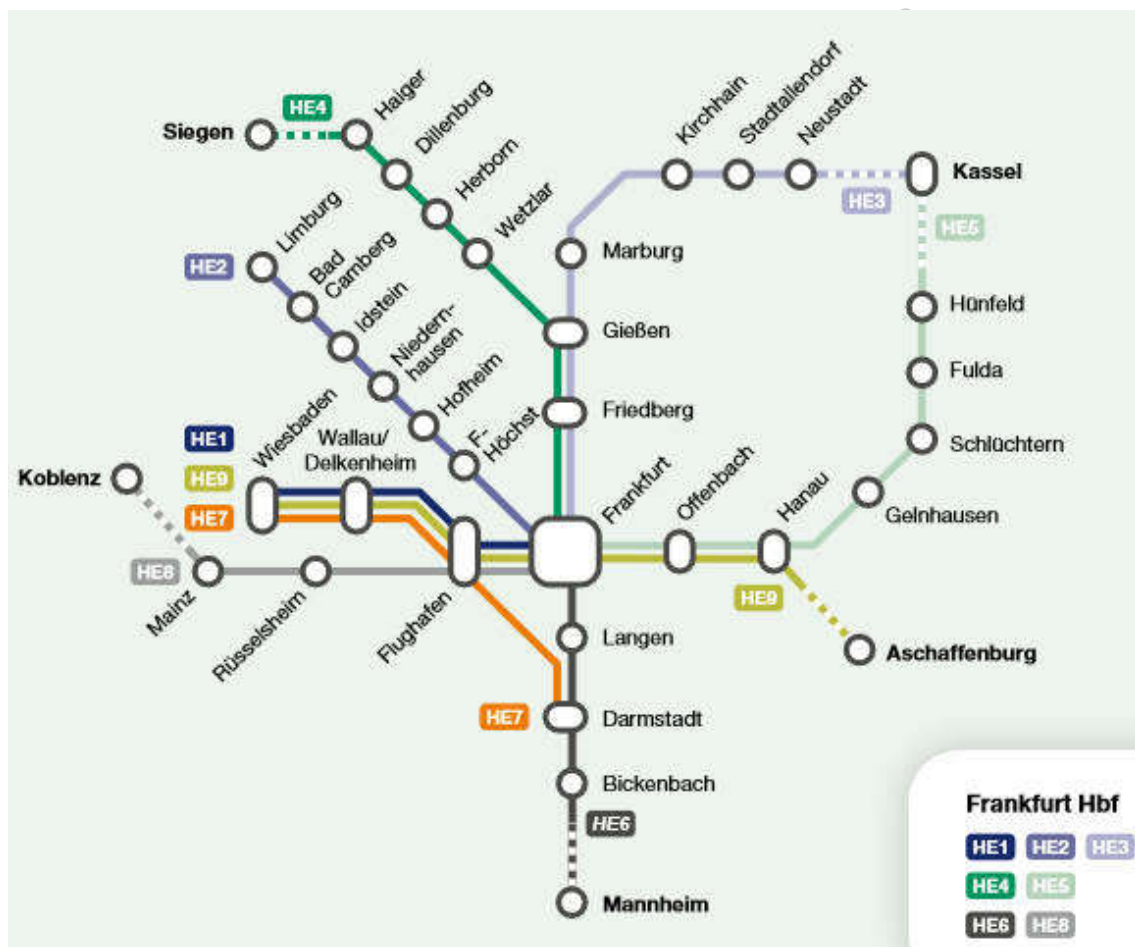 HE4
Haiger
Siegen
Dillenburg
Herborn
Wetzlar
Kirchhain
Stadtallendorf
Neustadt
Kassel
HE3
HE5
HE2
Limburg
Bad
Camberg
Idstein
Niedern-
hausen
Hofheim
F-
Höchst
Marburg
Gießen
Friedberg
Hünfeld
Fulda
Schlüchtern
Gelnhausen
HE1
HE9
HE7
Wiesbaden
Wallau/
Delkenheim
Koblenz
HE8
Mainz
Rüsselsheim
Flughafen
Frankfurt
Offenbach
Hanau
HE9
Aschaffenburg
Langen
HE7
Darmstadt
Bickenbach
HE6
Mannheim
Frankfurt Hbf
HE1 HE2 HE3
HE4 HE5
HE6 HE8